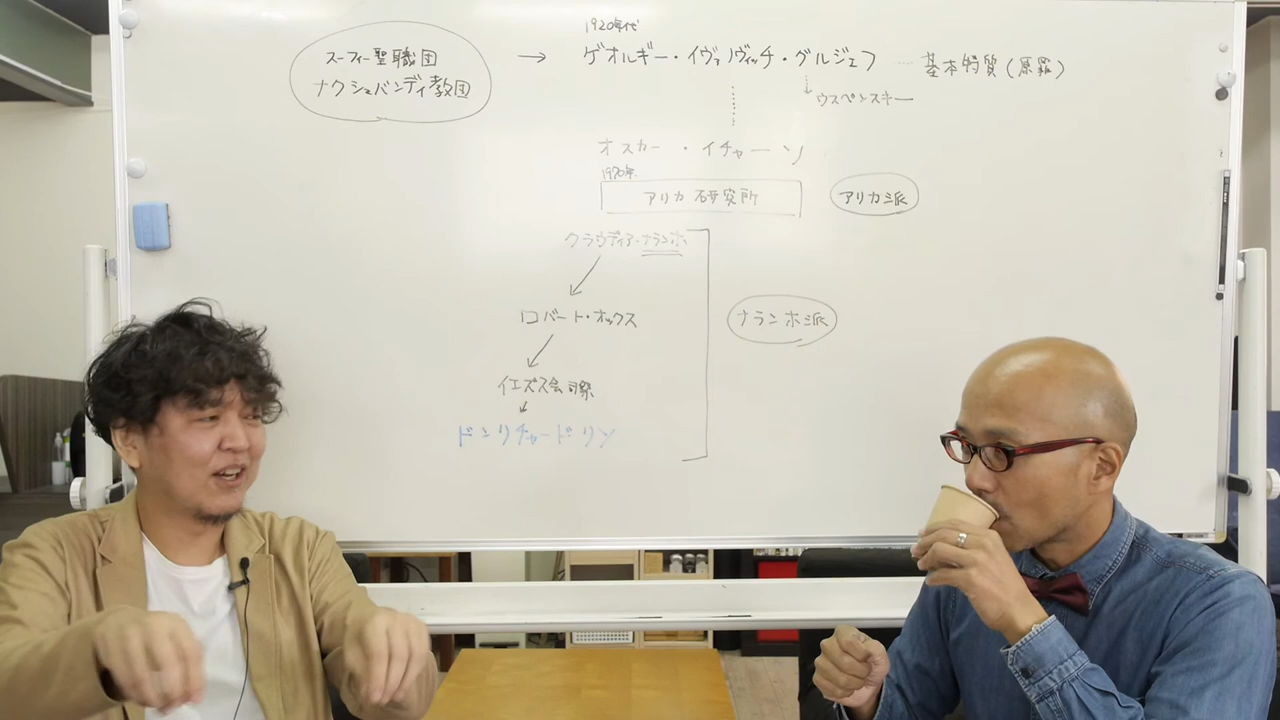 1920年代
スーフィー聖職団
ナクシュバンディ教団
→ ゲオルギー・イヴァノヴィッチ・グルジェフ …… 基本特質(原羅)
ウスペンスキー
オスカー・イチャーソ
1970年
アリカ研究所
アリカ派
クラウディア・ナランホ
ロバート・オックス
ナランホ派
イエズス会司祭
ドン・リチャード・リソ